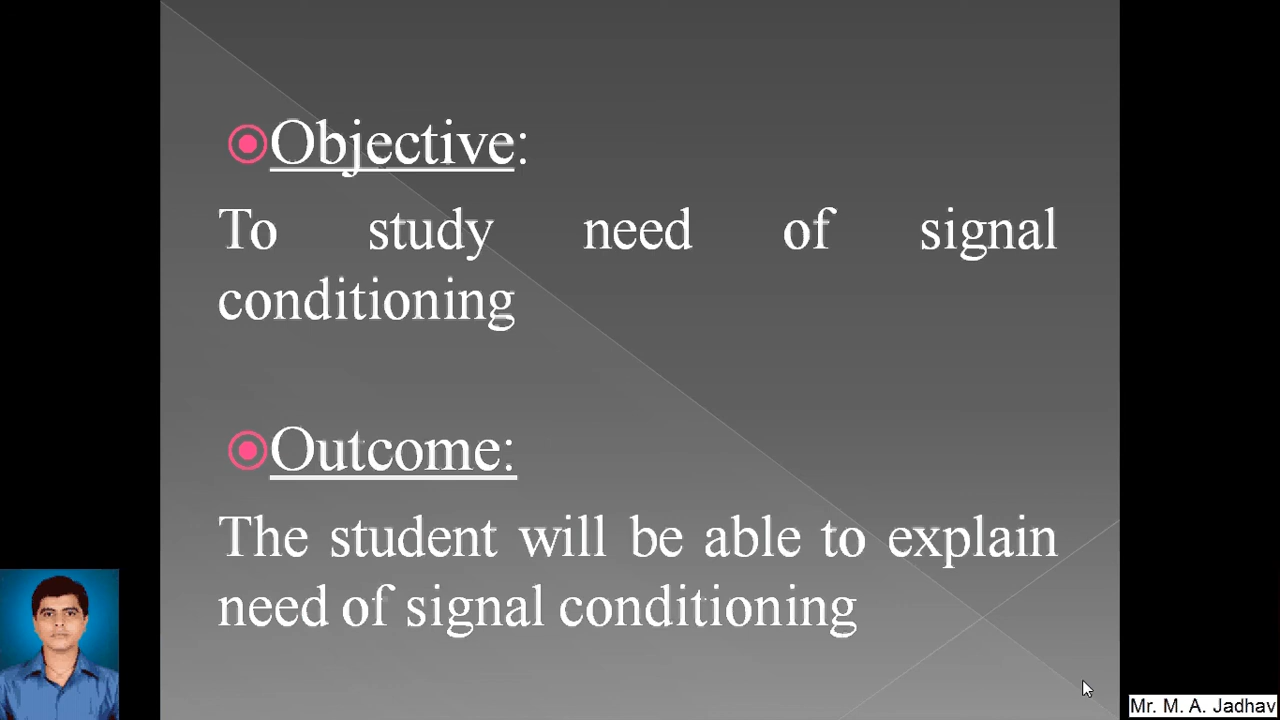 Objective:
To study need of signal
conditioning
Outcome:
The student will be able to explain
need of signal conditioning
Mr. M. A. Jadhav